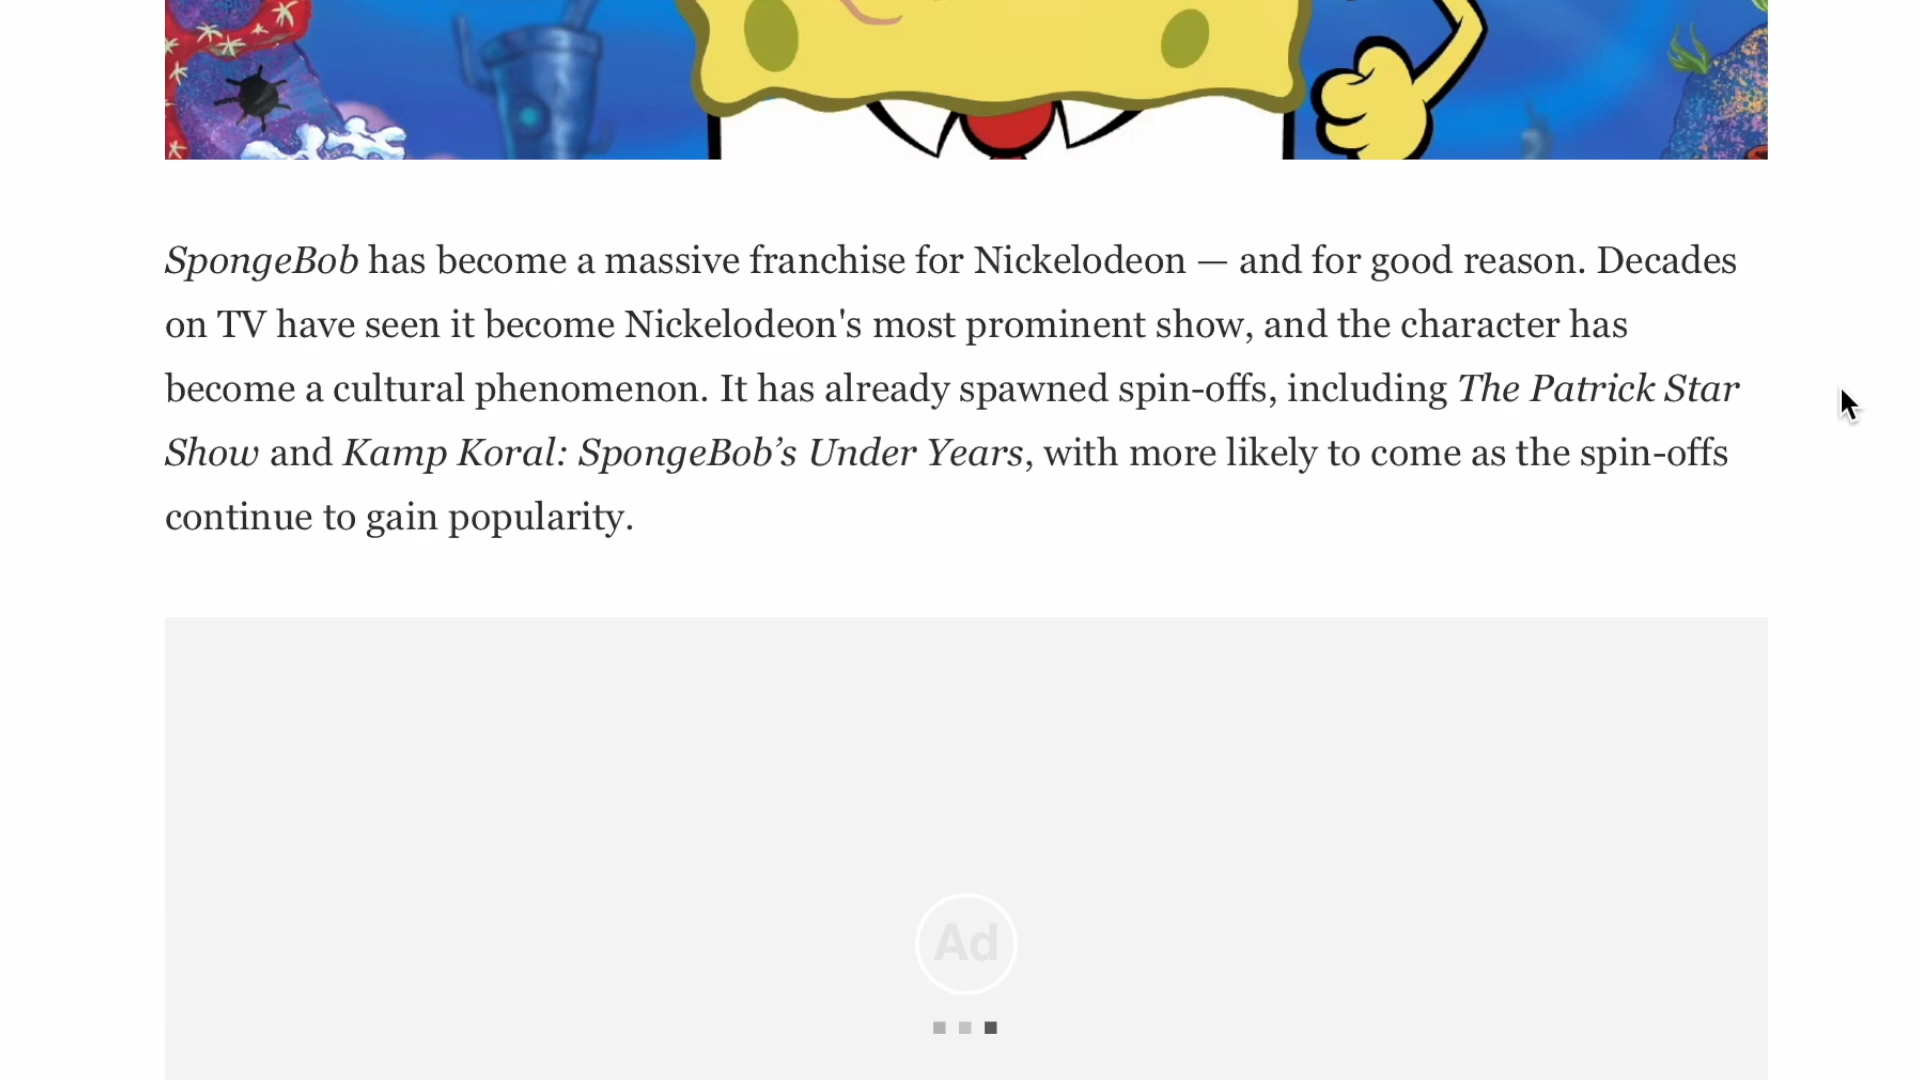 SpongeBob has become a massive franchise for Nickelodeon — and for good reason. Decades
on TV have seen it become Nickelodeon's most prominent show, and the character has
become a cultural phenomenon. It has already spawned spin-offs, including The Patrick Star
Show and Kamp Koral: SpongeBob’s Under Years, with more likely to come as the spin-offs
continue to gain popularity.
Ad